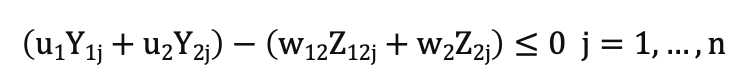 (u₁Y₁ⱼ + u₂Y₂ⱼ) − (w₁₂Z₁₂ⱼ + w₂Z₂ⱼ) ≤ 0 j = 1, … , n